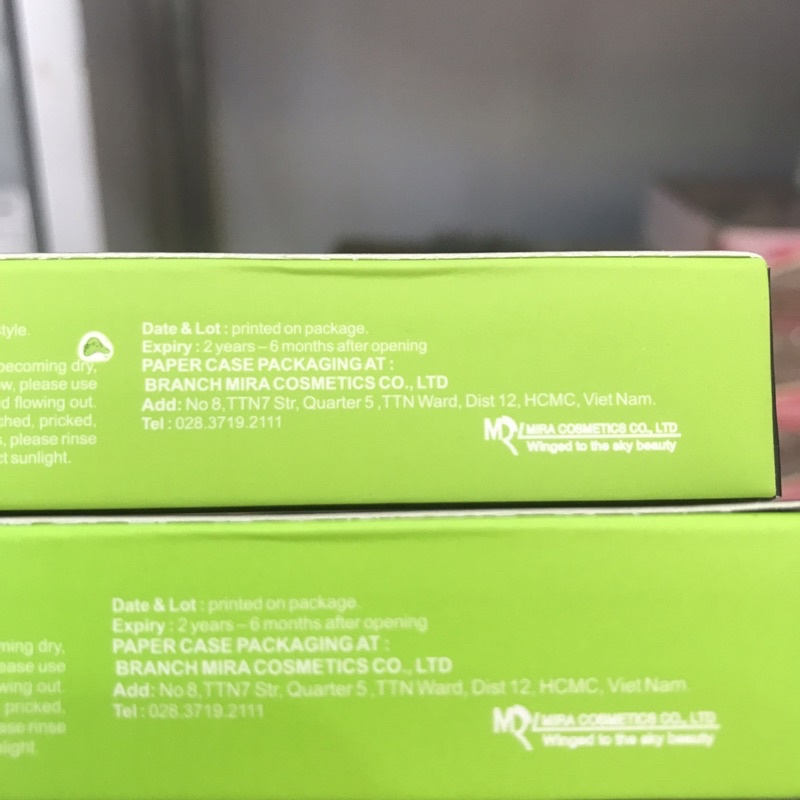 style.
becoming dry,
w, please use
d flowing out.
ched, pricked,
s, please rinse
ct sunlight.
Date & Lot : printed on package.
Expiry : 2 years – 6 months after opening
PAPER CASE PACKAGING AT :
BRANCH MIRA COSMETICS CO., LTD
Add: No 8,TTN7 Str, Quarter 5 ,TTN Ward, Dist 12, HCMC, Viet Nam.
Tel : 028.3719.2111
MR MIRA COSMETICS CO., LTD
Winged to the sky beauty
ming dry,
ease use
wing out.
pricked,
ase rinse
nlight.
Date & Lot : printed on package.
Expiry : 2 years – 6 months after opening
PAPER CASE PACKAGING AT :
BRANCH MIRA COSMETICS CO., LTD
Add: No 8,TTN7 Str, Quarter 5 ,TTN Ward, Dist 12, HCMC, Viet Nam.
Tel : 028.3719.2111
MR MIRA COSMETICS CO., LTD
Winged to the sky beauty